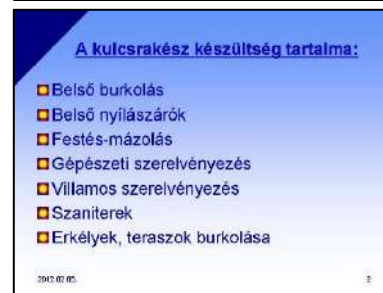 A kulcsrakész készültség tartalma:
Belső burkolás
Belső nyílászárók
Festés-mázolás
Gépészeti szerelvényezés
Villamos szerelvényezés
Szaniterek
Erkélyek, teraszok burkolása
2012.02.05.
2